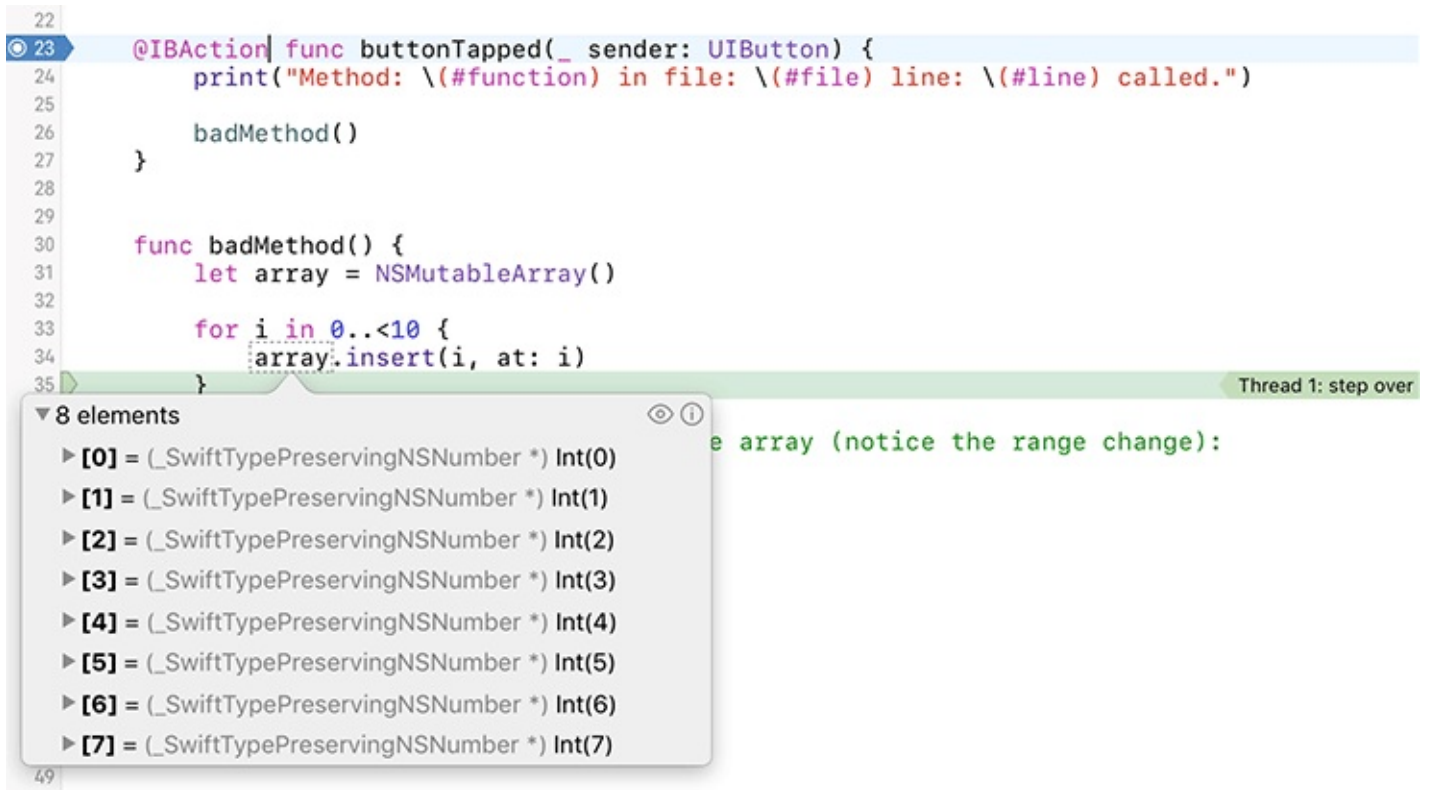 22
23 @IBAction func buttonTapped(_ sender: UIButton) {
24 print("Method: \(#function) in file: \(#file) line: \(#line) called.")
25
26 badMethod()
27 }
28
29
30 func badMethod() {
31 let array = NSMutableArray()
32
33 for i in 0..<10 {
34 array.insert(i, at: i)
35 } Thread 1: step over
8 elements
e array (notice the range change):
[0] = (_SwiftTypePreservingNSNumber *) Int(0)
[1] = (_SwiftTypePreservingNSNumber *) Int(1)
[2] = (_SwiftTypePreservingNSNumber *) Int(2)
[3] = (_SwiftTypePreservingNSNumber *) Int(3)
[4] = (_SwiftTypePreservingNSNumber *) Int(4)
[5] = (_SwiftTypePreservingNSNumber *) Int(5)
[6] = (_SwiftTypePreservingNSNumber *) Int(6)
[7] = (_SwiftTypePreservingNSNumber *) Int(7)
49